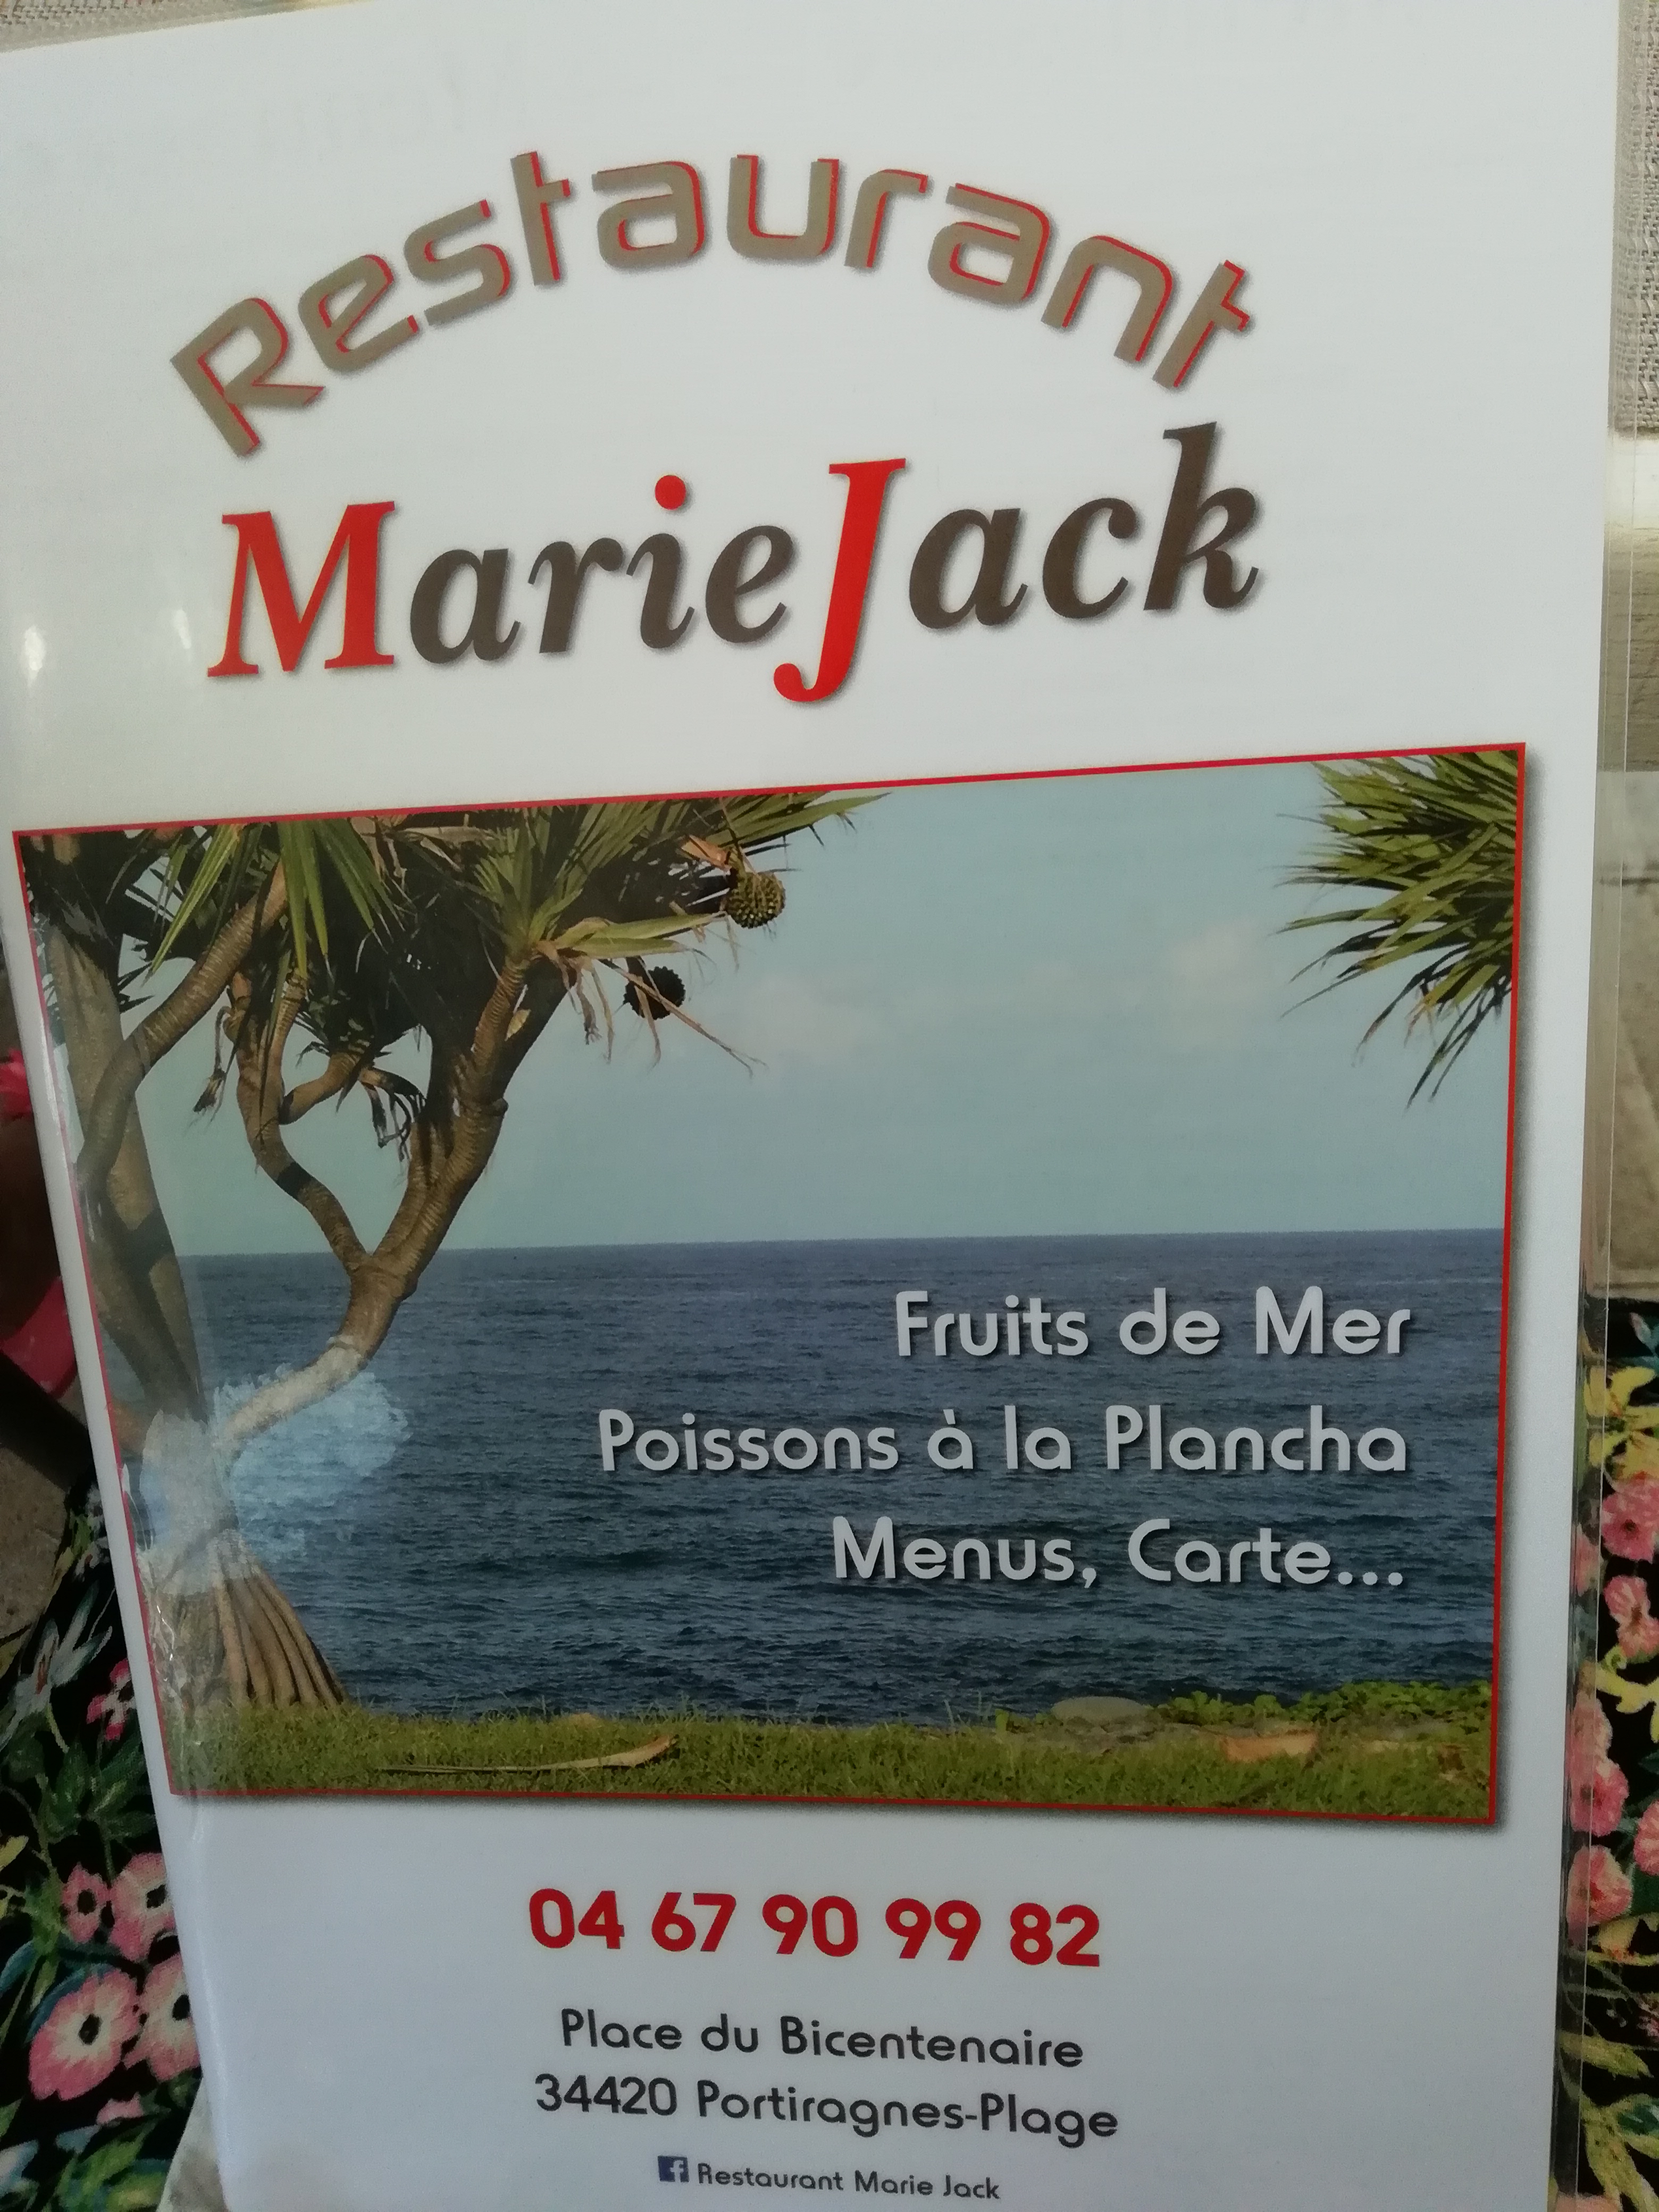 Restaurant
MarieJack
Fruits de Mer
Poissons à la Plancha
Menus, Carte...
04 67 90 99 82
Place du Bicentenaire
34420 Portiragnes-Plage
f Restaurant Marie Jack